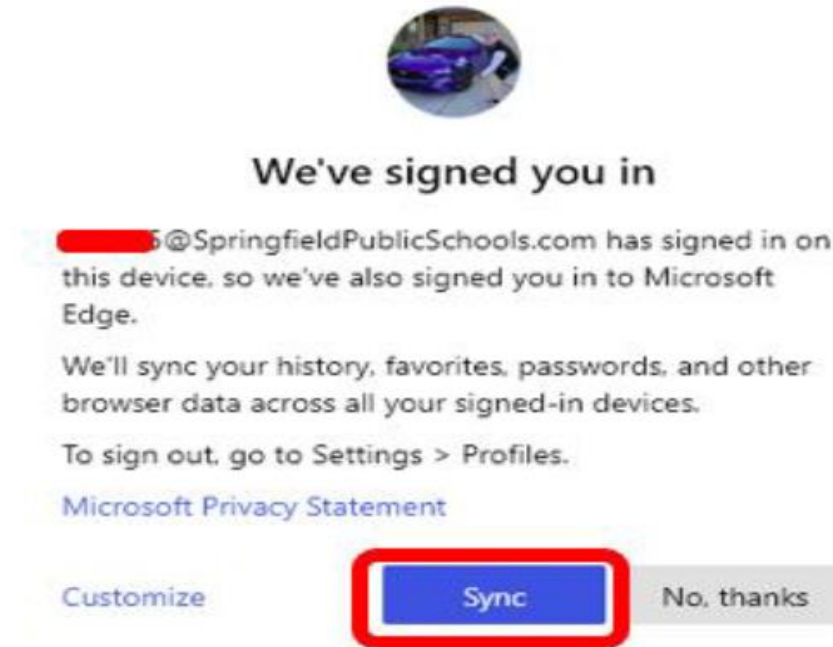 We've signed you in
5@SpringfieldPublicSchools.com has signed in on
this device, so we've also signed you in to Microsoft
Edge.
We'll sync your history, favorites, passwords, and other
browser data across all your signed-in devices.
To sign out, go to Settings > Profiles.
Microsoft Privacy Statement
Customize Sync No, thanks